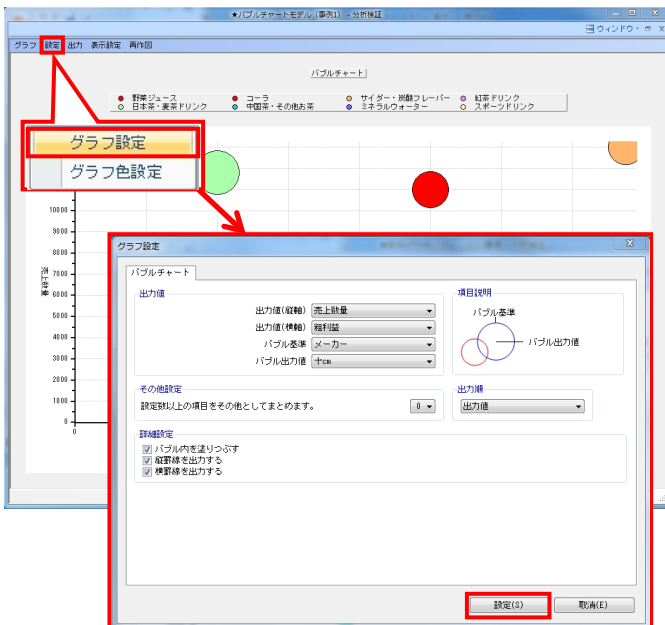 ★バブルチャートモデル（事例1） - 分析検証
ウィンドウ
グラフ 設定 出力 表示設定 再作図
バブルチャート
野菜ジュース コーラ サイダー・炭酸フレーバー 紅茶ドリンク
日本茶・麦茶ドリンク 中国茶・その他お茶 ミネラルウォーター スポーツドリンク
グラフ設定
グラフ色設定
10000
9000
8000
7000
6000
5000
4000
3000
2000
1000
0
0
売上数量
グラフ設定
バブルチャート
出力値
出力値(縦軸) 売上数量
出力値(横軸) 粗利益
バブル基準 メーカー
バブル出力値 十cm
項目説明
バブル基準
バブル出力値
その他設定
設定数以上の項目をその他としてまとめます。 0
出力順
出力値
詳細設定
バブル内を塗りつぶす
縦罫線を出力する
横罫線を出力する
設定(S) 取消(E)